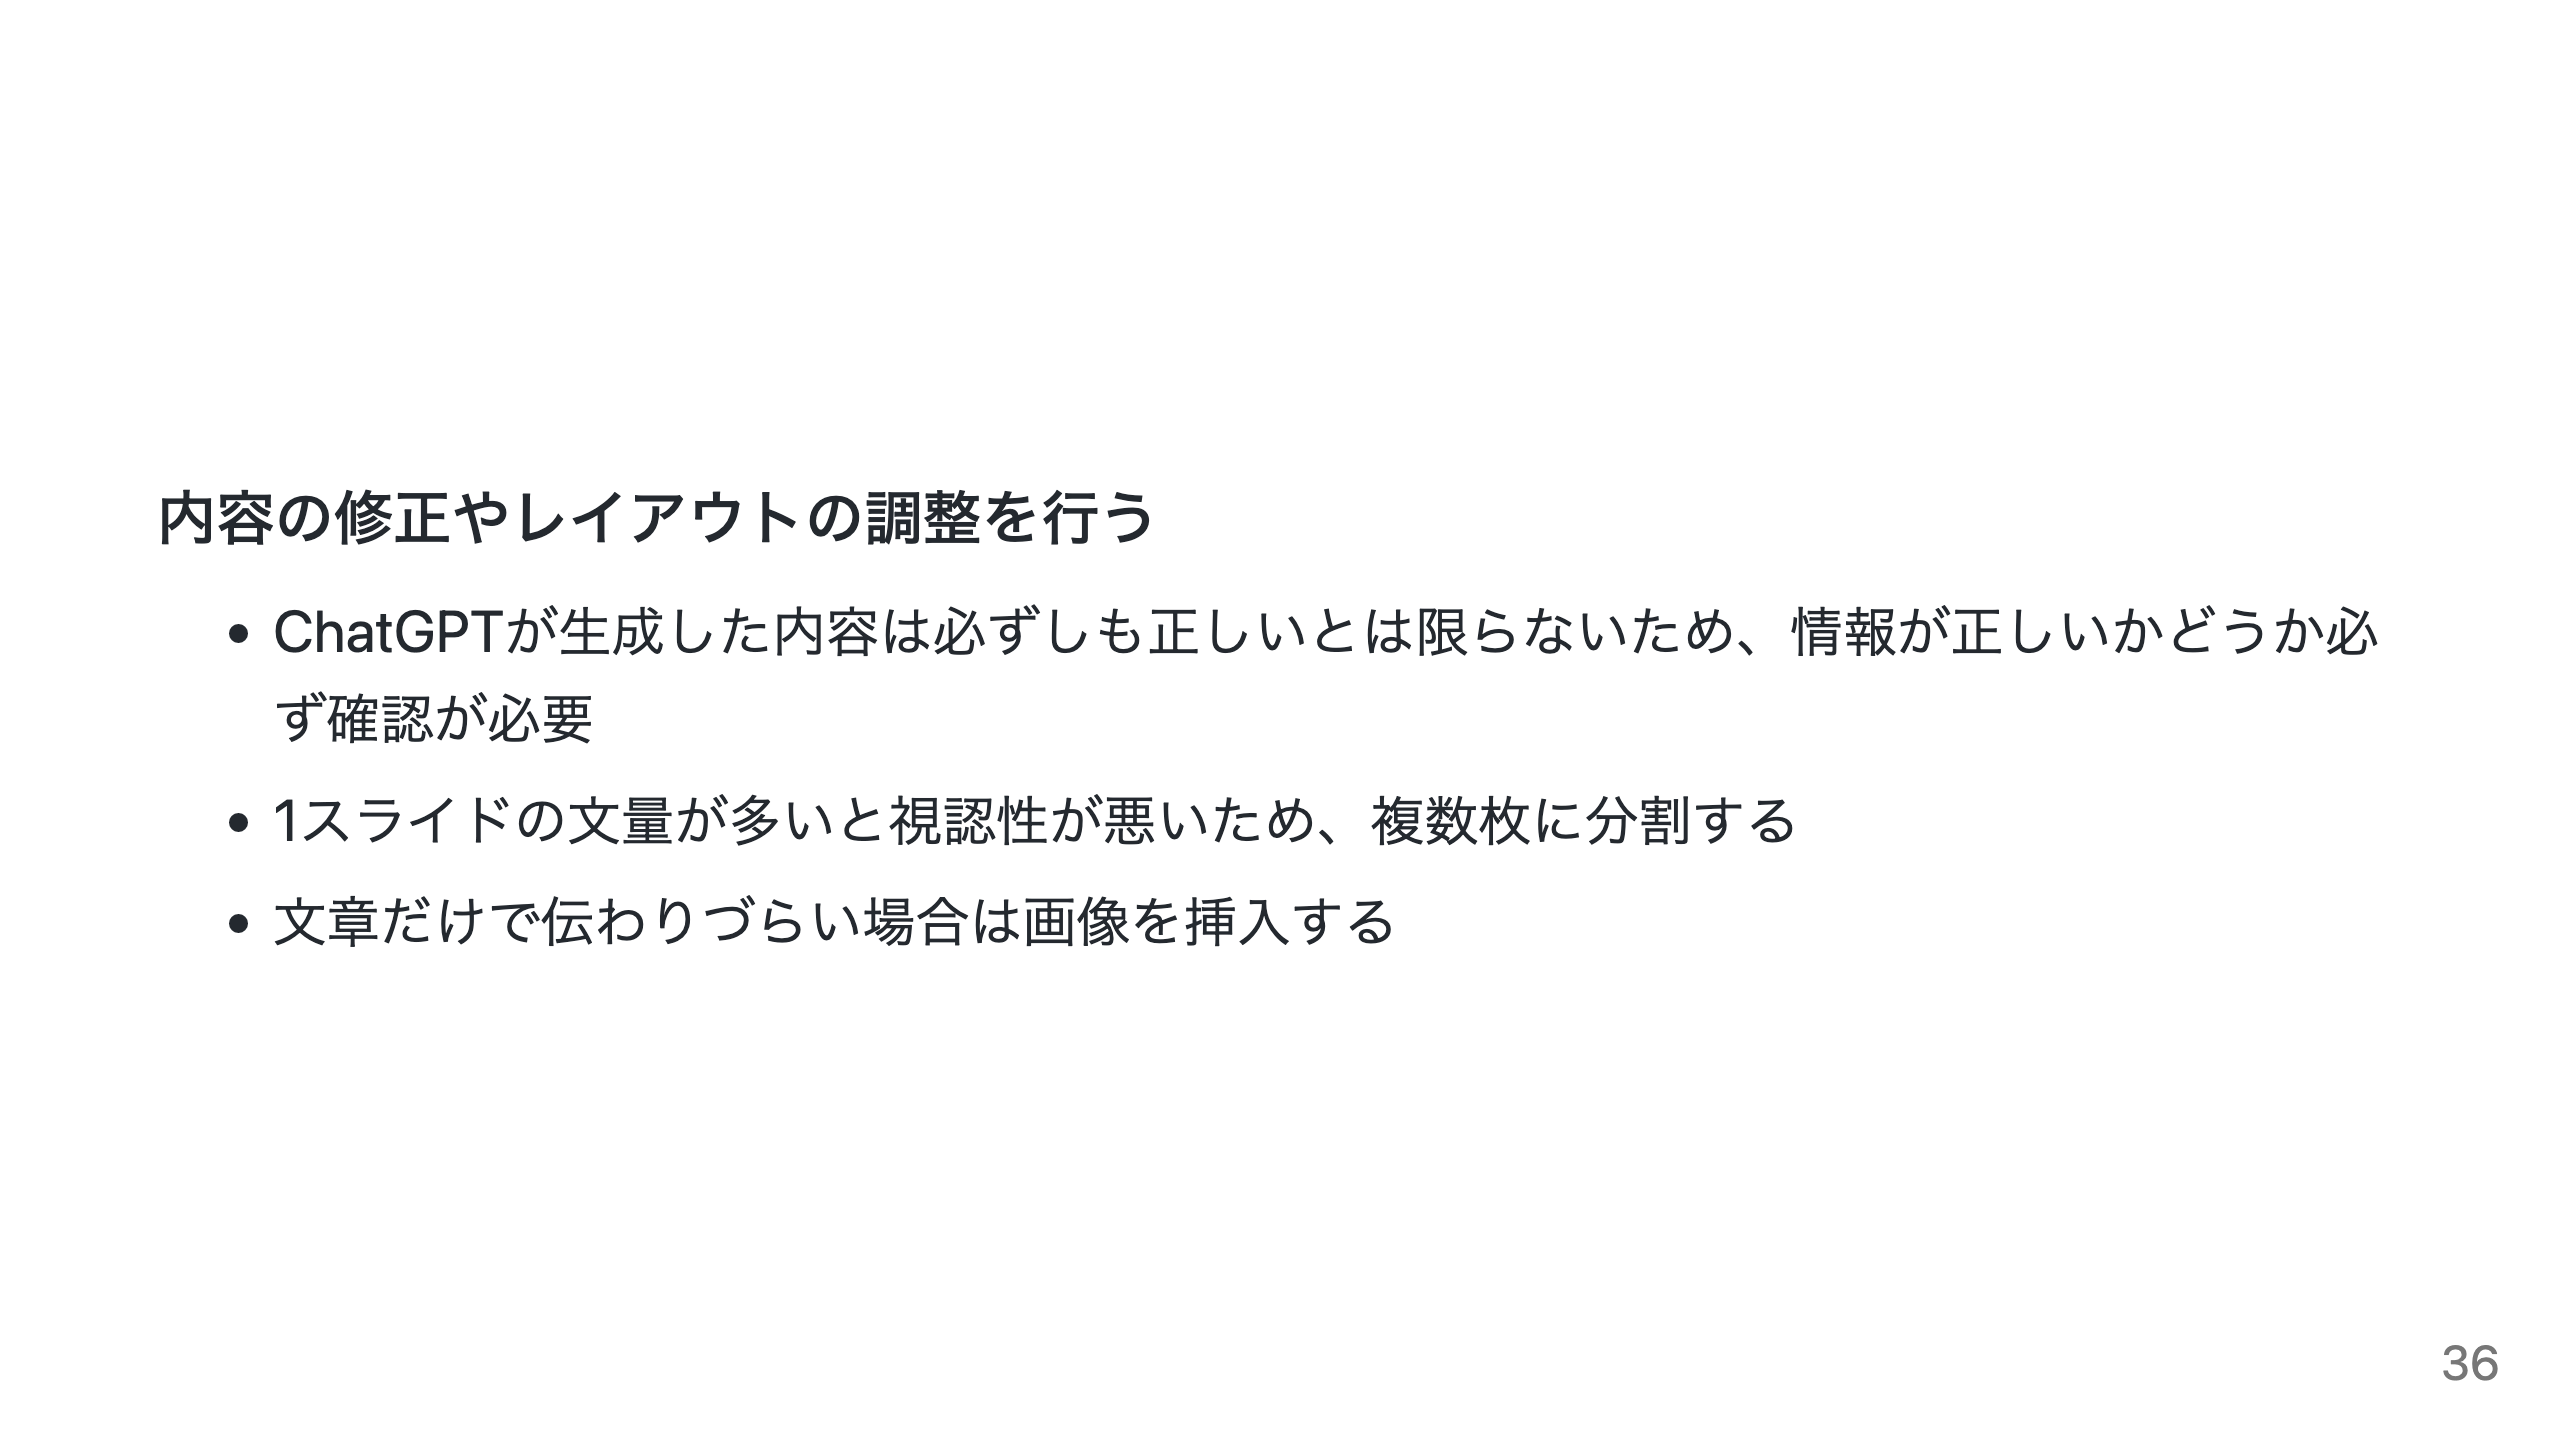 内容の修正やレイアウトの調整を行う
• ChatGPTが生成した内容は必ずしも正しいとは限らないため、情報が正しいかどうか必
ず確認が必要
• 1スライドの文量が多いと視認性が悪いため、複数枚に分割する
• 文章だけで伝わりづらい場合は画像を挿入する
36